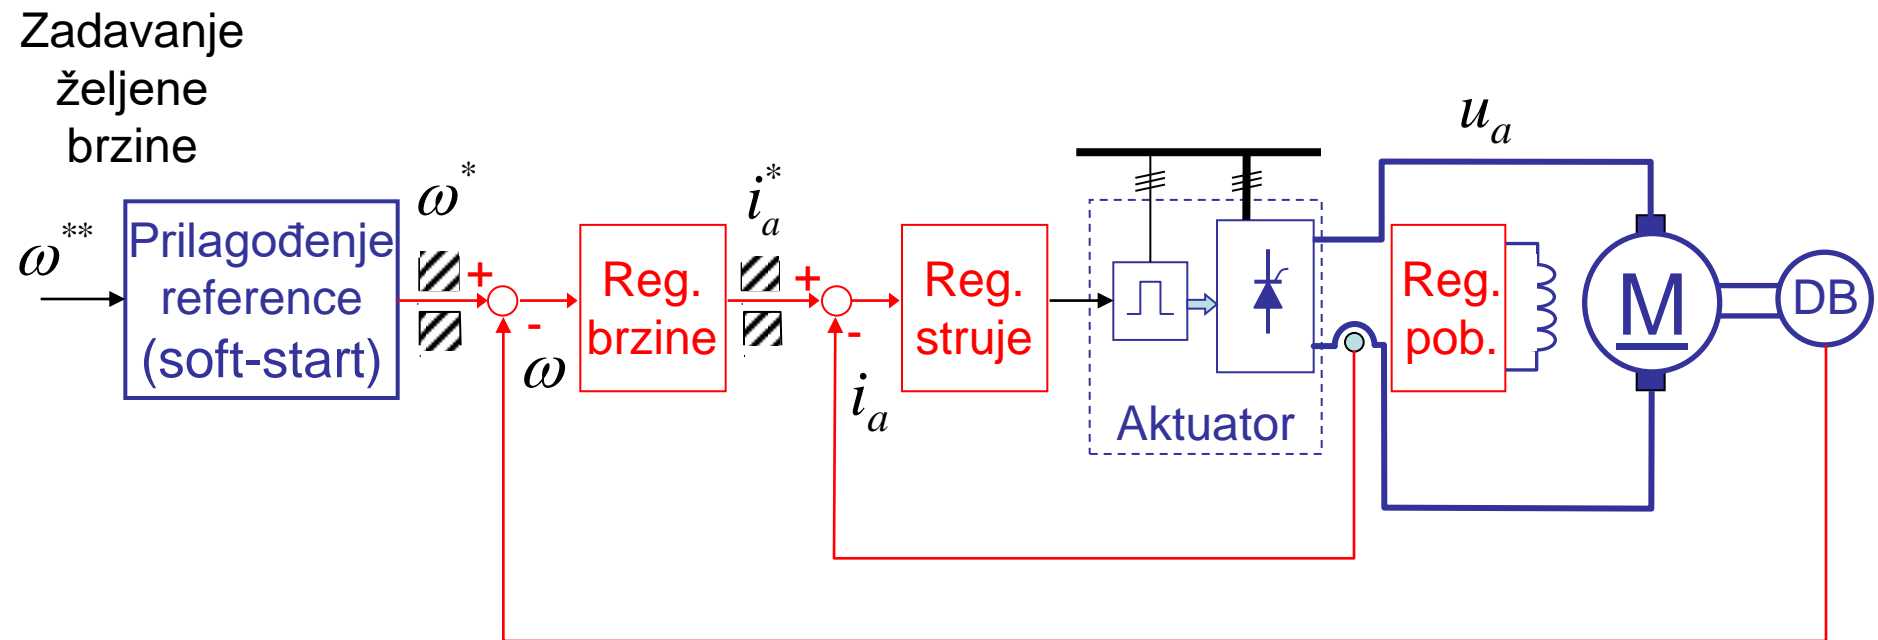 Zadavanje
željene
brzine
ω**
Prilagođenje
reference
(soft-start)
ω*
+
-
ω
Reg.
brzine
i*a
+
-
ia
Reg.
struje
Aktuator
ua
Reg.
pob.
M
DB